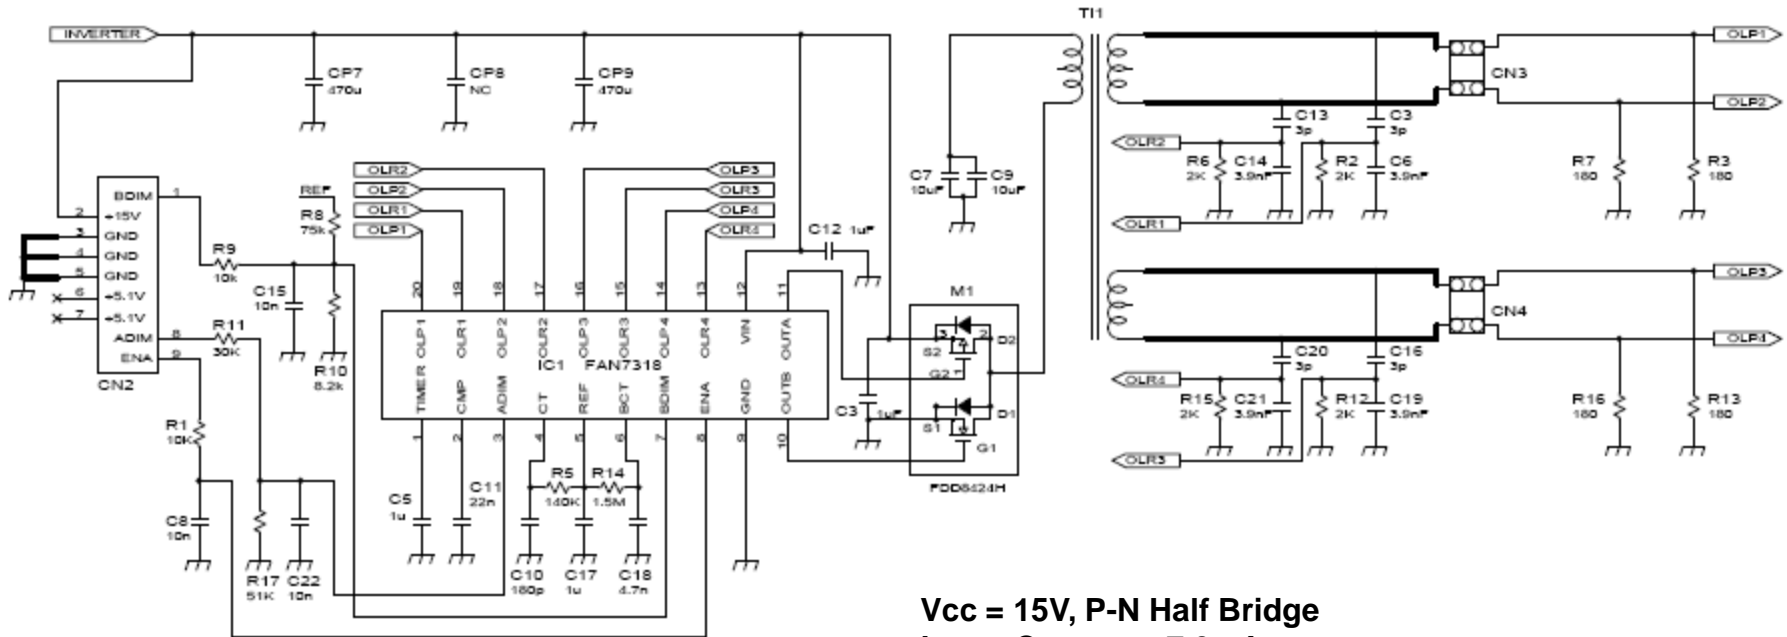 TI1
INVERTER
OLP1
CP7
470u
CP8
NC
CP9
470u
CN3
OLP2
C13
3p
C3
3p
OLR2
R6
2K
C14
3.9nF
R2
2K
C6
3.9nF
R7
180
R3
180
OLR1
C7
10uF
C9
10uF
OLR2
OLP2
OLR1
OLP1
OLP3
OLR3
OLP4
OLR4
REF
R8
75k
C12 1uF
BDIM 1
2 +15V
3 GND
4 GND
5 GND
6 +5.1V
7 +5.1V
ADIM 8
ENA 9
CN2
R9
10k
C15
10n
R11
30K
R10
8.2k
20 19 18 17 16 15 14 13 12 11
OLP1 OLR1 OLP2 OLR2 OLP3 OLR3 OLP4 OLR4 VIN OUTA
IC1 FAN7318
TIMER CMP ADIM CT REF BCT BDIM ENA GND OUTB
1 2 3 4 5 6 7 8 9 10
M1
3
2
S2
D2
G2
1
C3
1uF
S1
D1
G1
FDD8424H
OLP3
CN4
OLP4
C20
3p
C16
3p
OLR4
R15
2K
C21
3.9nF
R12
2K
C19
3.9nF
R16
180
R13
180
OLR3
R1
10K
C8
10n
R17
51K
C22
10n
C5
1u
C11
22n
R5
140K
R14
1.5M
C10
180p
C17
1u
C18
4.7n
Vcc = 15V, P-N Half Bridge